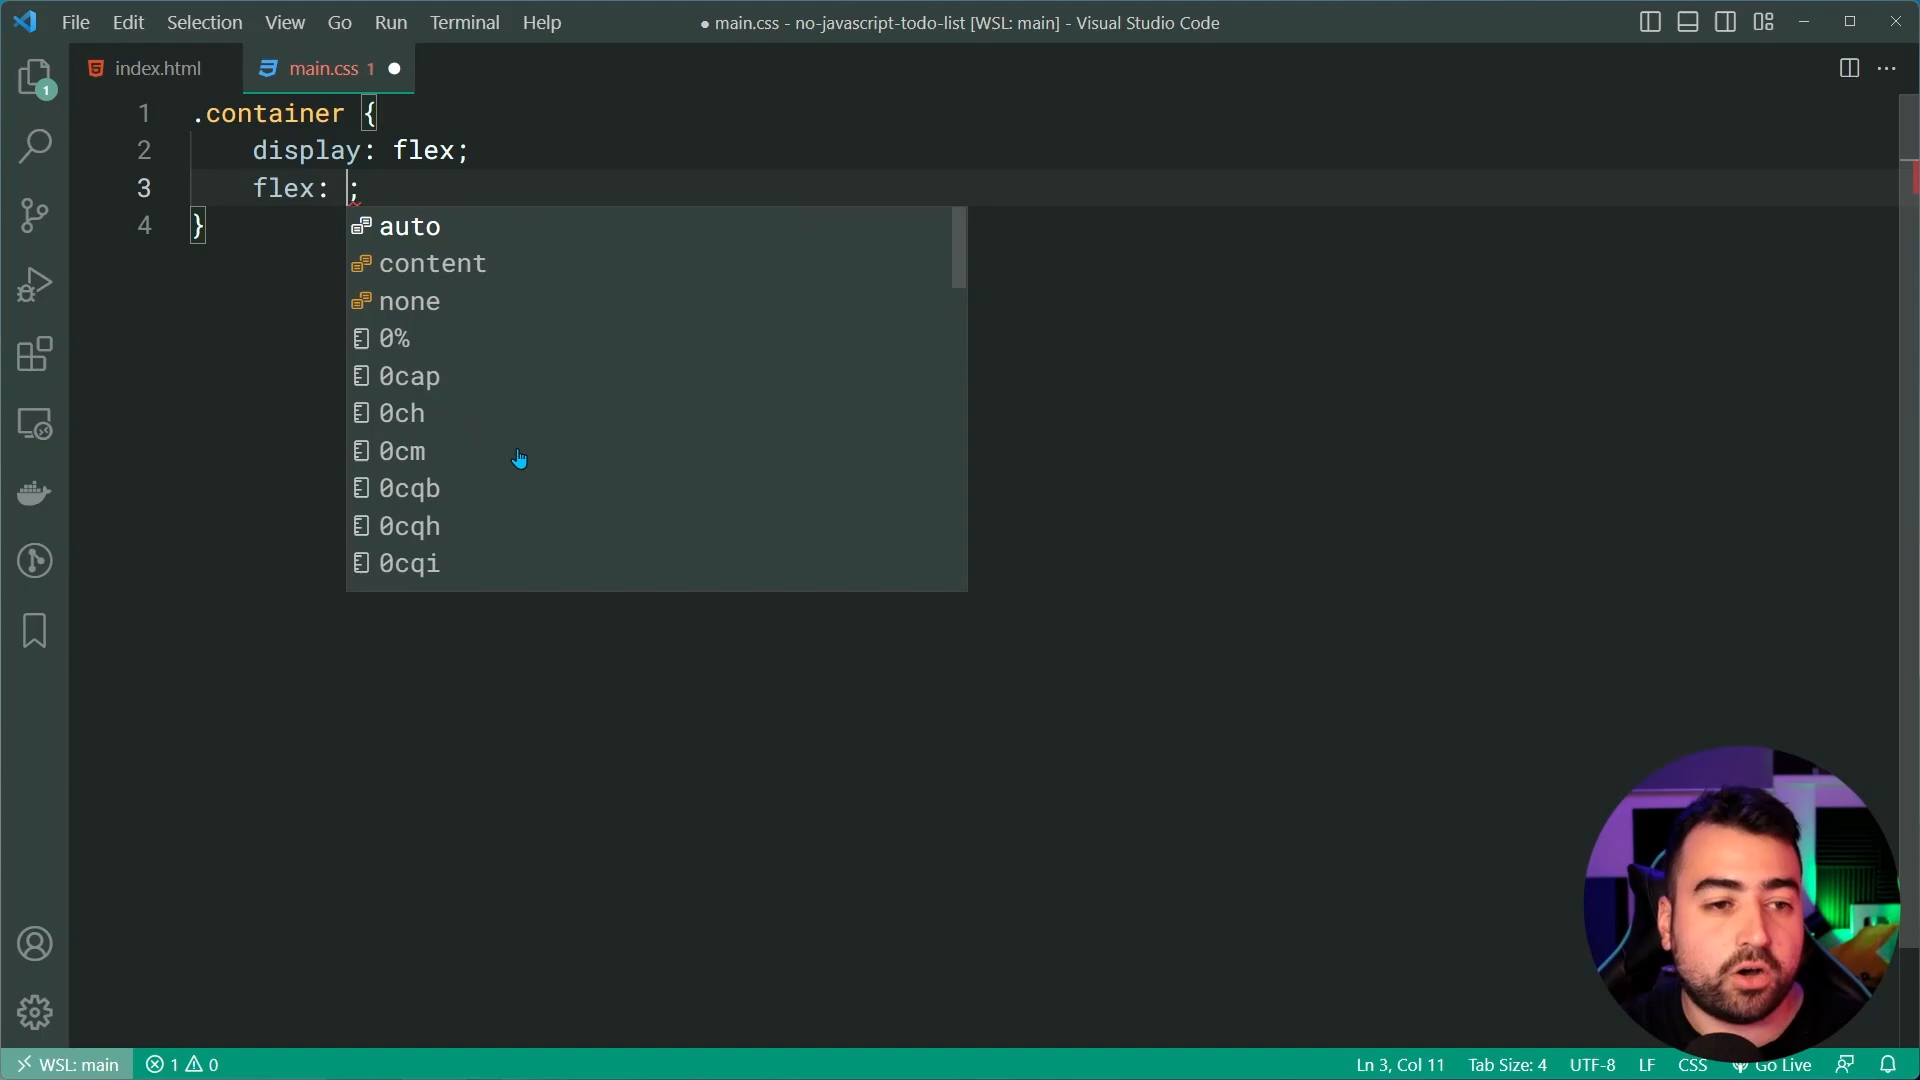 File Edit Selection View Go Run Terminal Help
● main.css - no-javascript-todo-list [WSL: main] - Visual Studio Code
1
index.html
main.css 1
1 .container {
2 display: flex;
3 flex: ;
4 }
auto
content
none
0%
0cap
0ch
0cm
0cqb
0cqh
0cqi
WSL: main 1 0 Ln 3, Col 11 Tab Size: 4 UTF-8 LF CSS Go Live